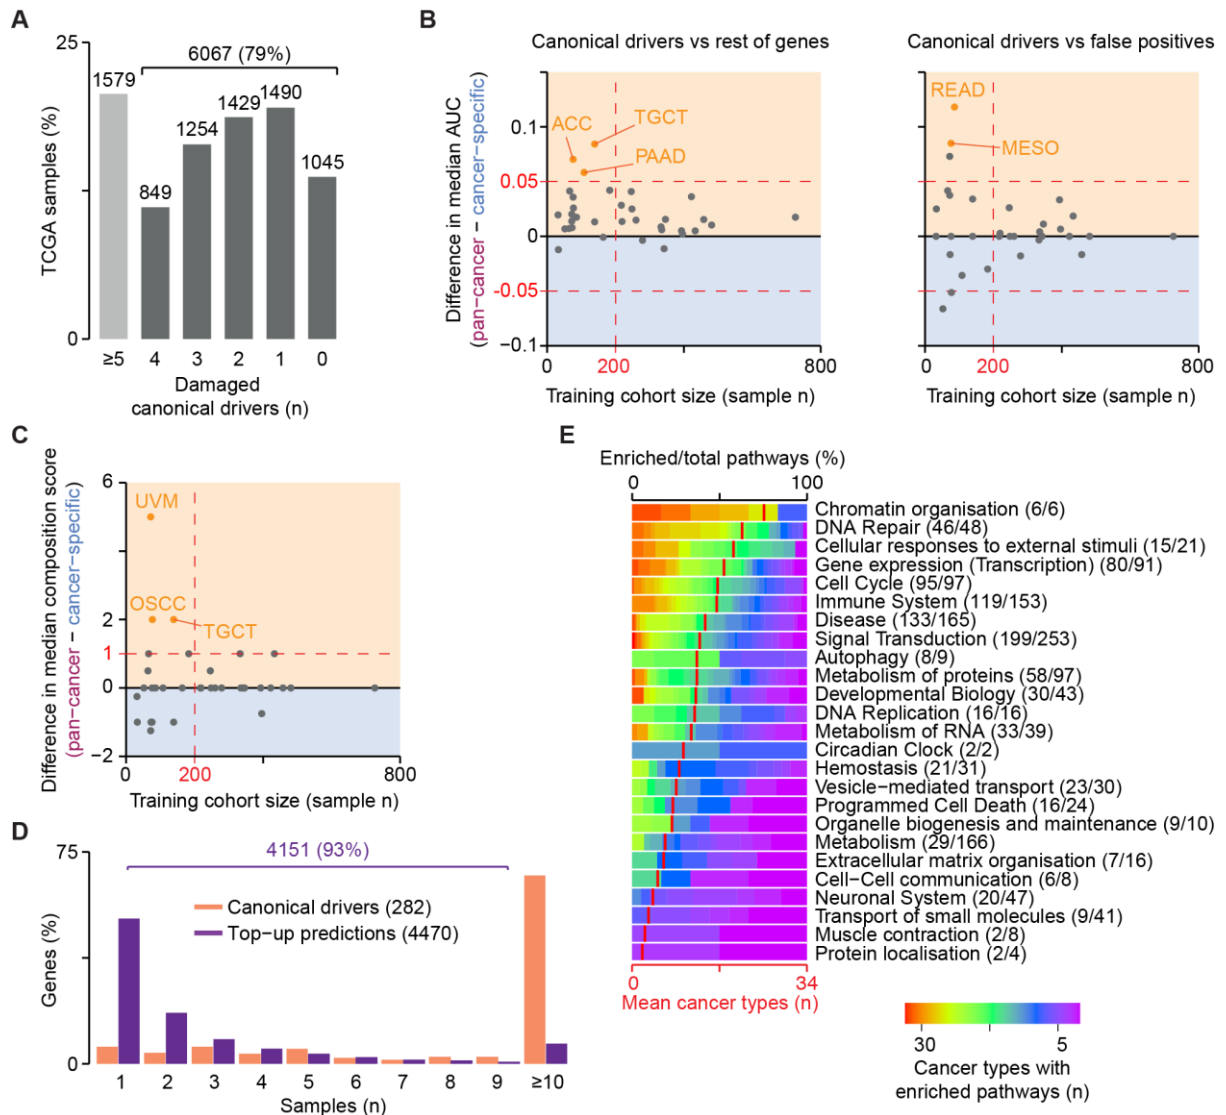 A
25
6067 (79%)
1579
849
1254
1429
1490
1045
TCGA samples (%)
0
≥5
4
3
2
1
0
Damaged
canonical drivers (n)
B
Canonical drivers vs rest of genes
Difference in median AUC
(pan−cancer − cancer−specific)
0.1
0.05
0
-0.05
−0.1
ACC
TGCT
PAAD
0
200
800
Training cohort size (sample n)
Canonical drivers vs false positives
READ
MESO
0
200
800
Training cohort size (sample n)
C
Difference in median composition score
(pan−cancer − cancer−specific)
6
2
1
0
−2
UVM
OSCC
TGCT
0
200
800
Training cohort size (sample n)
D
75
4151 (93%)
Canonical drivers (282)
Top−up predictions (4470)
Genes (%)
0
1
2
3
4
5
6
7
8
9
≥10
Samples (n)
E
Enriched/total pathways (%)
0
100
Chromatin organisation (6/6)
DNA Repair (46/48)
Cellular responses to external stimuli (15/21)
Gene expression (Transcription) (80/91)
Cell Cycle (95/97)
Immune System (119/153)
Disease (133/165)
Signal Transduction (199/253)
Autophagy (8/9)
Metabolism of proteins (58/97)
Developmental Biology (30/43)
DNA Replication (16/16)
Metabolism of RNA (33/39)
Circadian Clock (2/2)
Hemostasis (21/31)
Vesicle−mediated transport (23/30)
Programmed Cell Death (16/24)
Organelle biogenesis and maintenance (9/10)
Metabolism (29/166)
Extracellular matrix organisation (7/16)
Cell−Cell communication (6/8)
Neuronal System (20/47)
Transport of small molecules (9/41)
Muscle contraction (2/8)
Protein localisation (2/4)
0
34
Mean cancer types (n)
30
5
Cancer types with
enriched pathways (n)